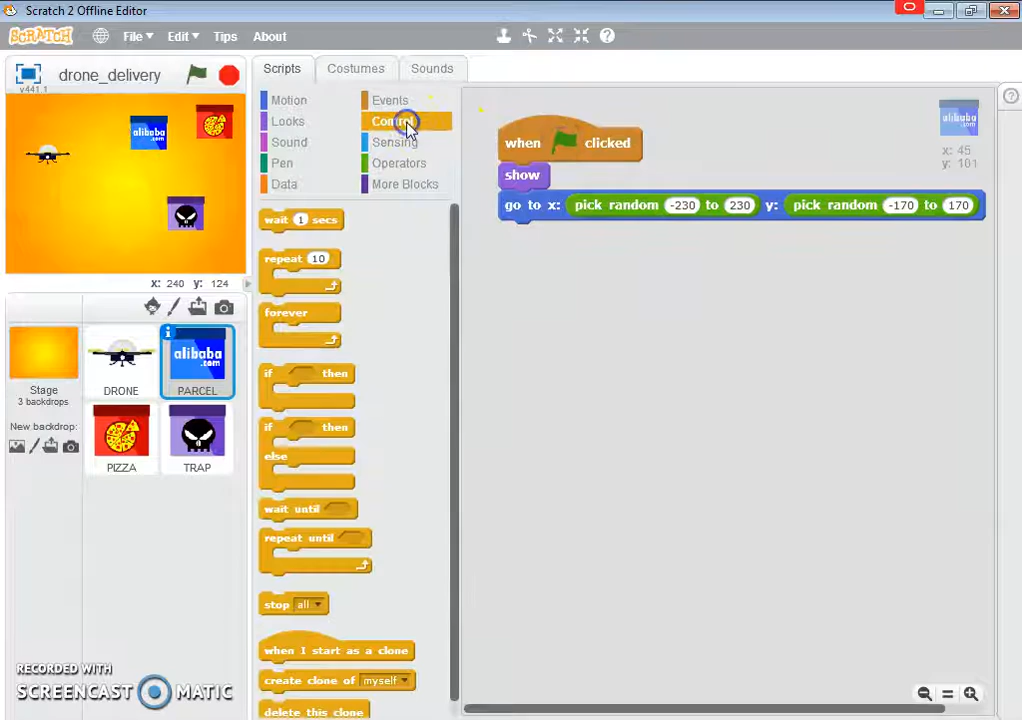 Scratch 2 Offline Editor
SCRATCH File Edit Tips About
drone_delivery
v441.1
alibaba
.com
x: 240 y: 124
Stage
3 backdrops
New backdrop:
DRONE
alibaba
.com
PARCEL
PIZZA
TRAP
RECORDED WITH
SCREENCAST MATIC
Scripts Costumes Sounds
Motion Events
Looks Control
Sound Sensing
Pen Operators
Data More Blocks
wait 1 secs
repeat 10
forever
if then
if then
else
wait until
repeat until
stop all
when I start as a clone
create clone of myself
delete this clone
when clicked
show
go to x: pick random -230 to 230 y: pick random -170 to 170
alibaba
.com
x: 45
y: 101